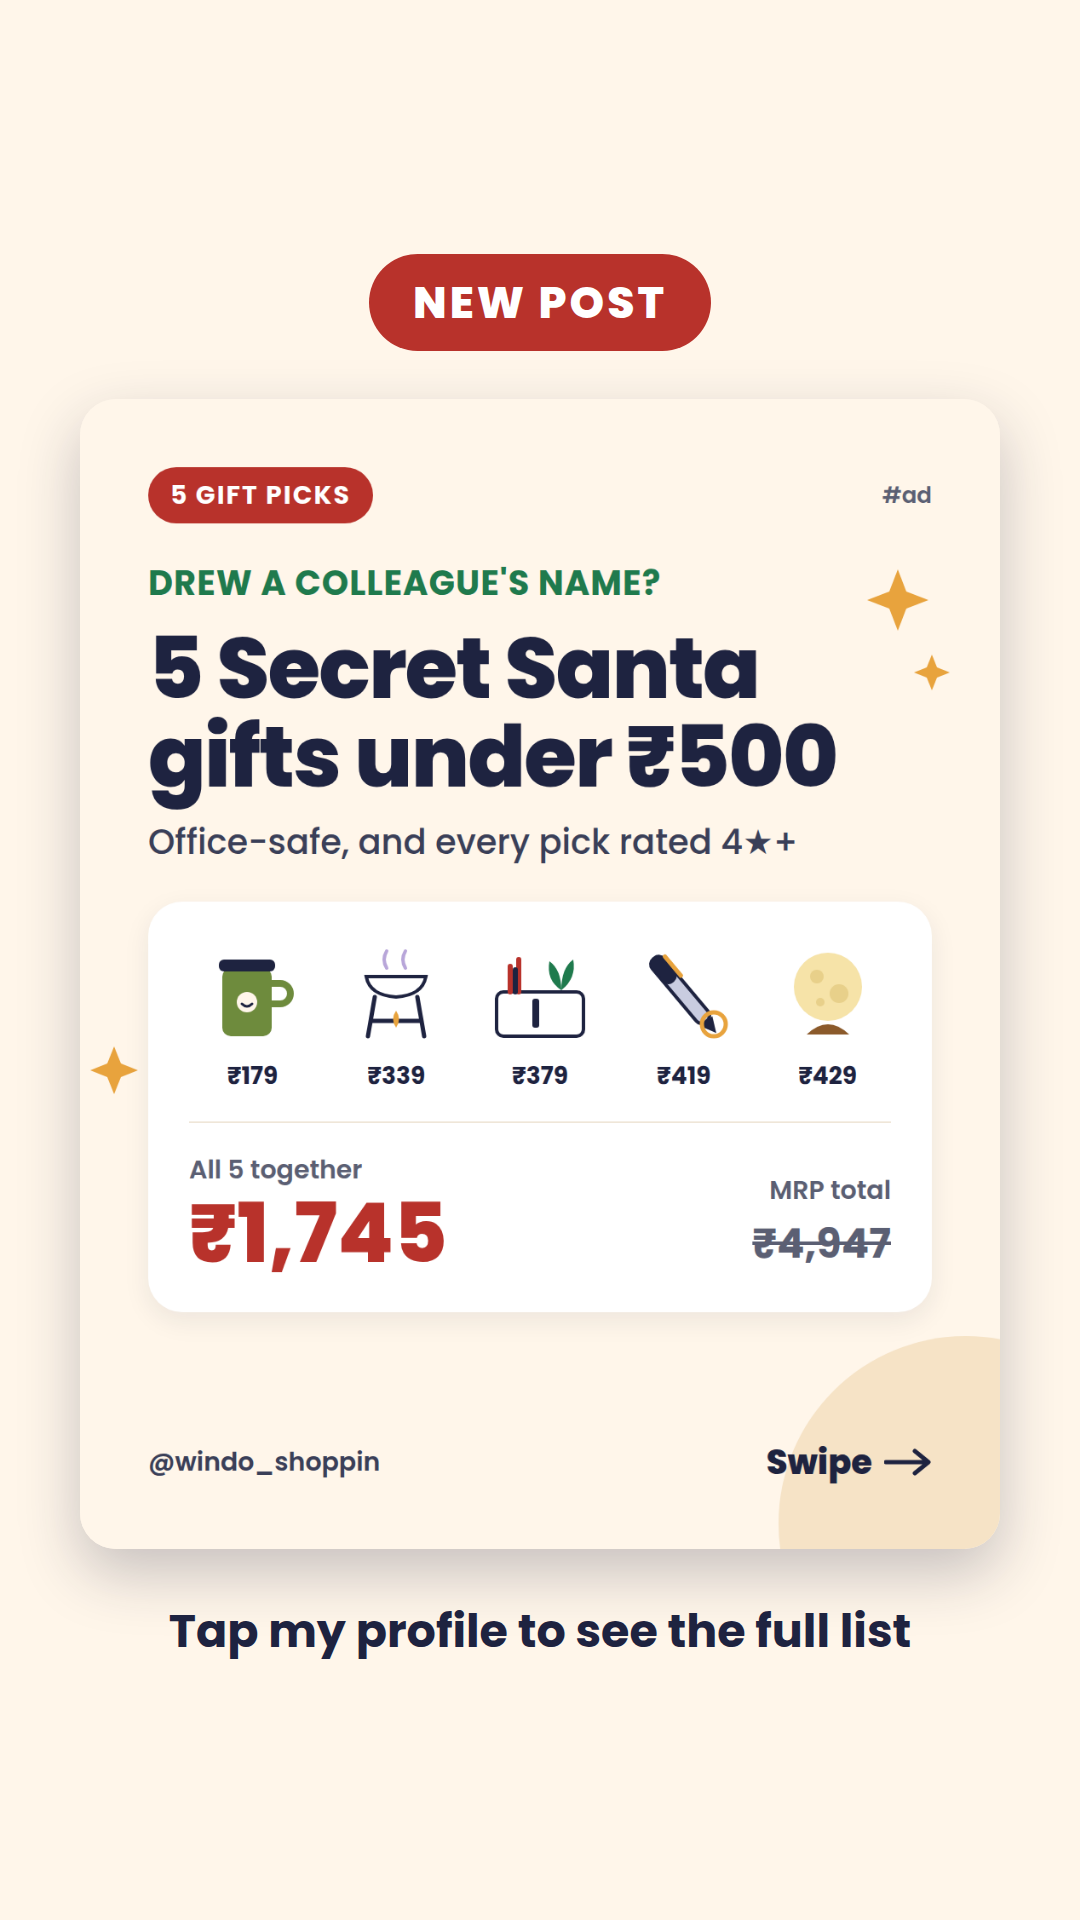 NEW POST
5 GIFT PICKS
#ad
DREW A COLLEAGUE'S NAME?
5 Secret Santa
gifts under ₹500
Office-safe, and every pick rated 4★+
₹179
₹339
₹379
₹419
₹429
All 5 together
₹1,745
MRP total
₹4,947
@windo_shoppin
Swipe →
Tap my profile to see the full list